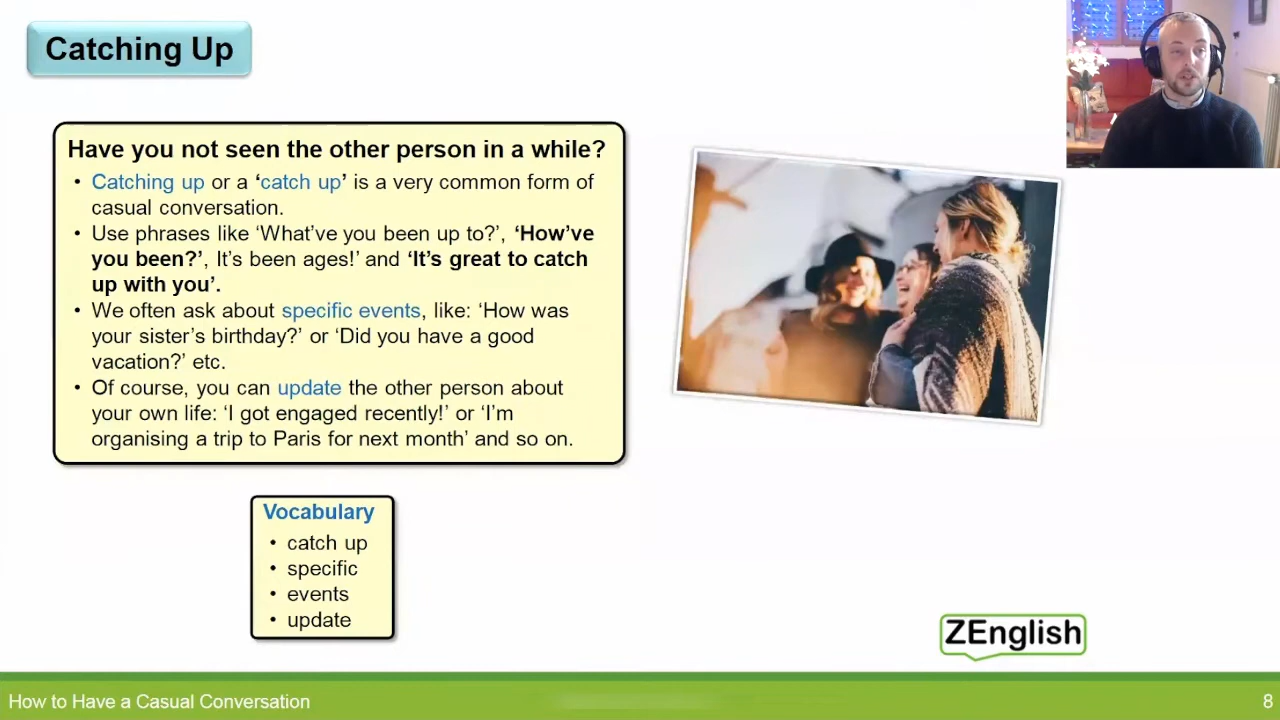 Catching Up
Have you not seen the other person in a while?
• Catching up or a ‘catch up’ is a very common form of
casual conversation.
• Use phrases like ‘What’ve you been up to?’, ‘How’ve
you been?’, It’s been ages!’ and ‘It’s great to catch
up with you’.
• We often ask about specific events, like: ‘How was
your sister’s birthday?’ or ‘Did you have a good
vacation?’ etc.
• Of course, you can update the other person about
your own life: ‘I got engaged recently!’ or ‘I’m
organising a trip to Paris for next month’ and so on.
Vocabulary
• catch up
• specific
• events
• update
ZEnglish
How to Have a Casual Conversation
8